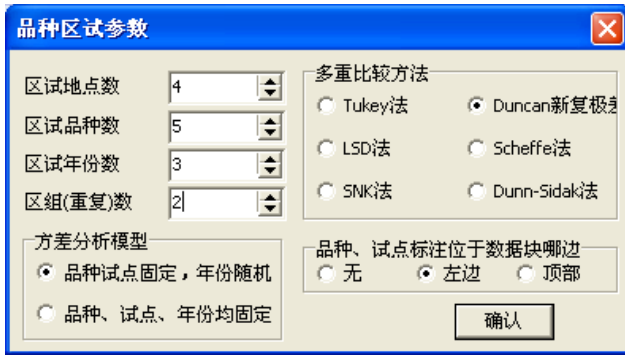 品种区试参数
区试地点数 4
区试品种数 5
区试年份数 3
区组(重复)数 2
方差分析模型
品种试点固定，年份随机
品种、试点、年份均固定
多重比较方法
Tukey法 Duncan新复极差
LSD法 Scheffe法
SNK法 Dunn-Sidak法
品种、试点标注位于数据块哪边
无 左边 顶部
确认